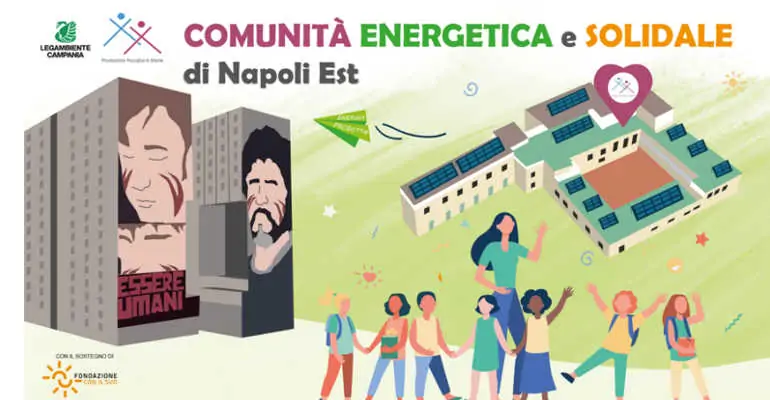 LEGAMBIENTE
CAMPANIA
COMUNITÀ ENERGETICA e SOLIDALE
di Napoli Est
ESSERE
UMANI
CON IL SOSTEGNO DI
FONDAZIONE
CON IL SUD